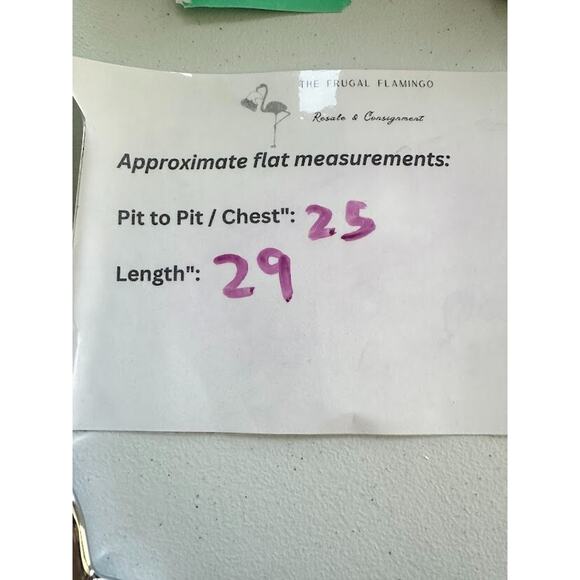 THE FRUGAL FLAMINGO
Resale & Consignment
Approximate flat measurements:
Pit to Pit / Chest": 25
Length": 29